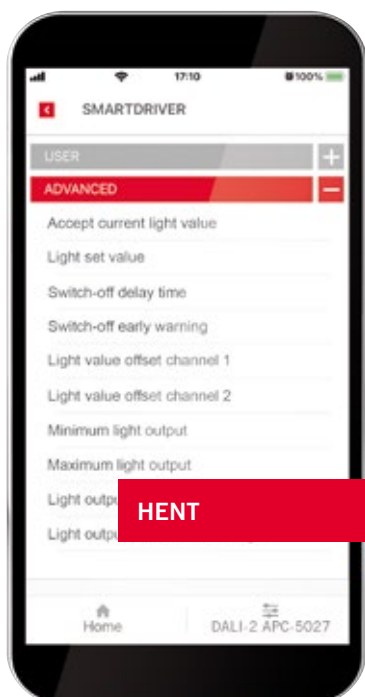 17:10 100%
SMARTDRIVER
USER
ADVANCED
Accept current light value
Light set value
Switch-off delay time
Switch-off early warning
Light value offset channel 1
Light value offset channel 2
Minimum light output
Maximum light output
Light
HENT
Light
Home DALI-2 APC-5027